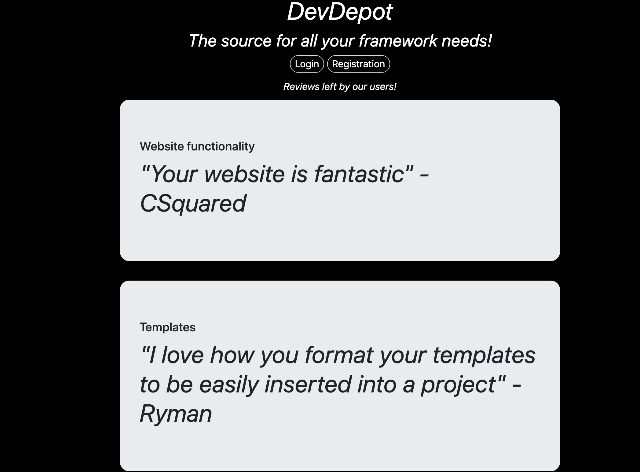 DevDepot
The source for all your framework needs!
Login Registration
Reviews left by our users!
Website functionality
"Your website is fantastic" -
CSquared
Templates
"I love how you format your templates
to be easily inserted into a project" -
Ryman